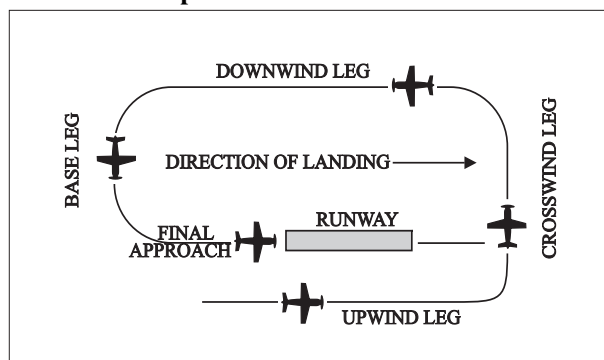 DOWNWIND LEG
BASE LEG
DIRECTION OF LANDING
CROSSWIND LEG
RUNWAY
FINAL
APPROACH
UPWIND LEG